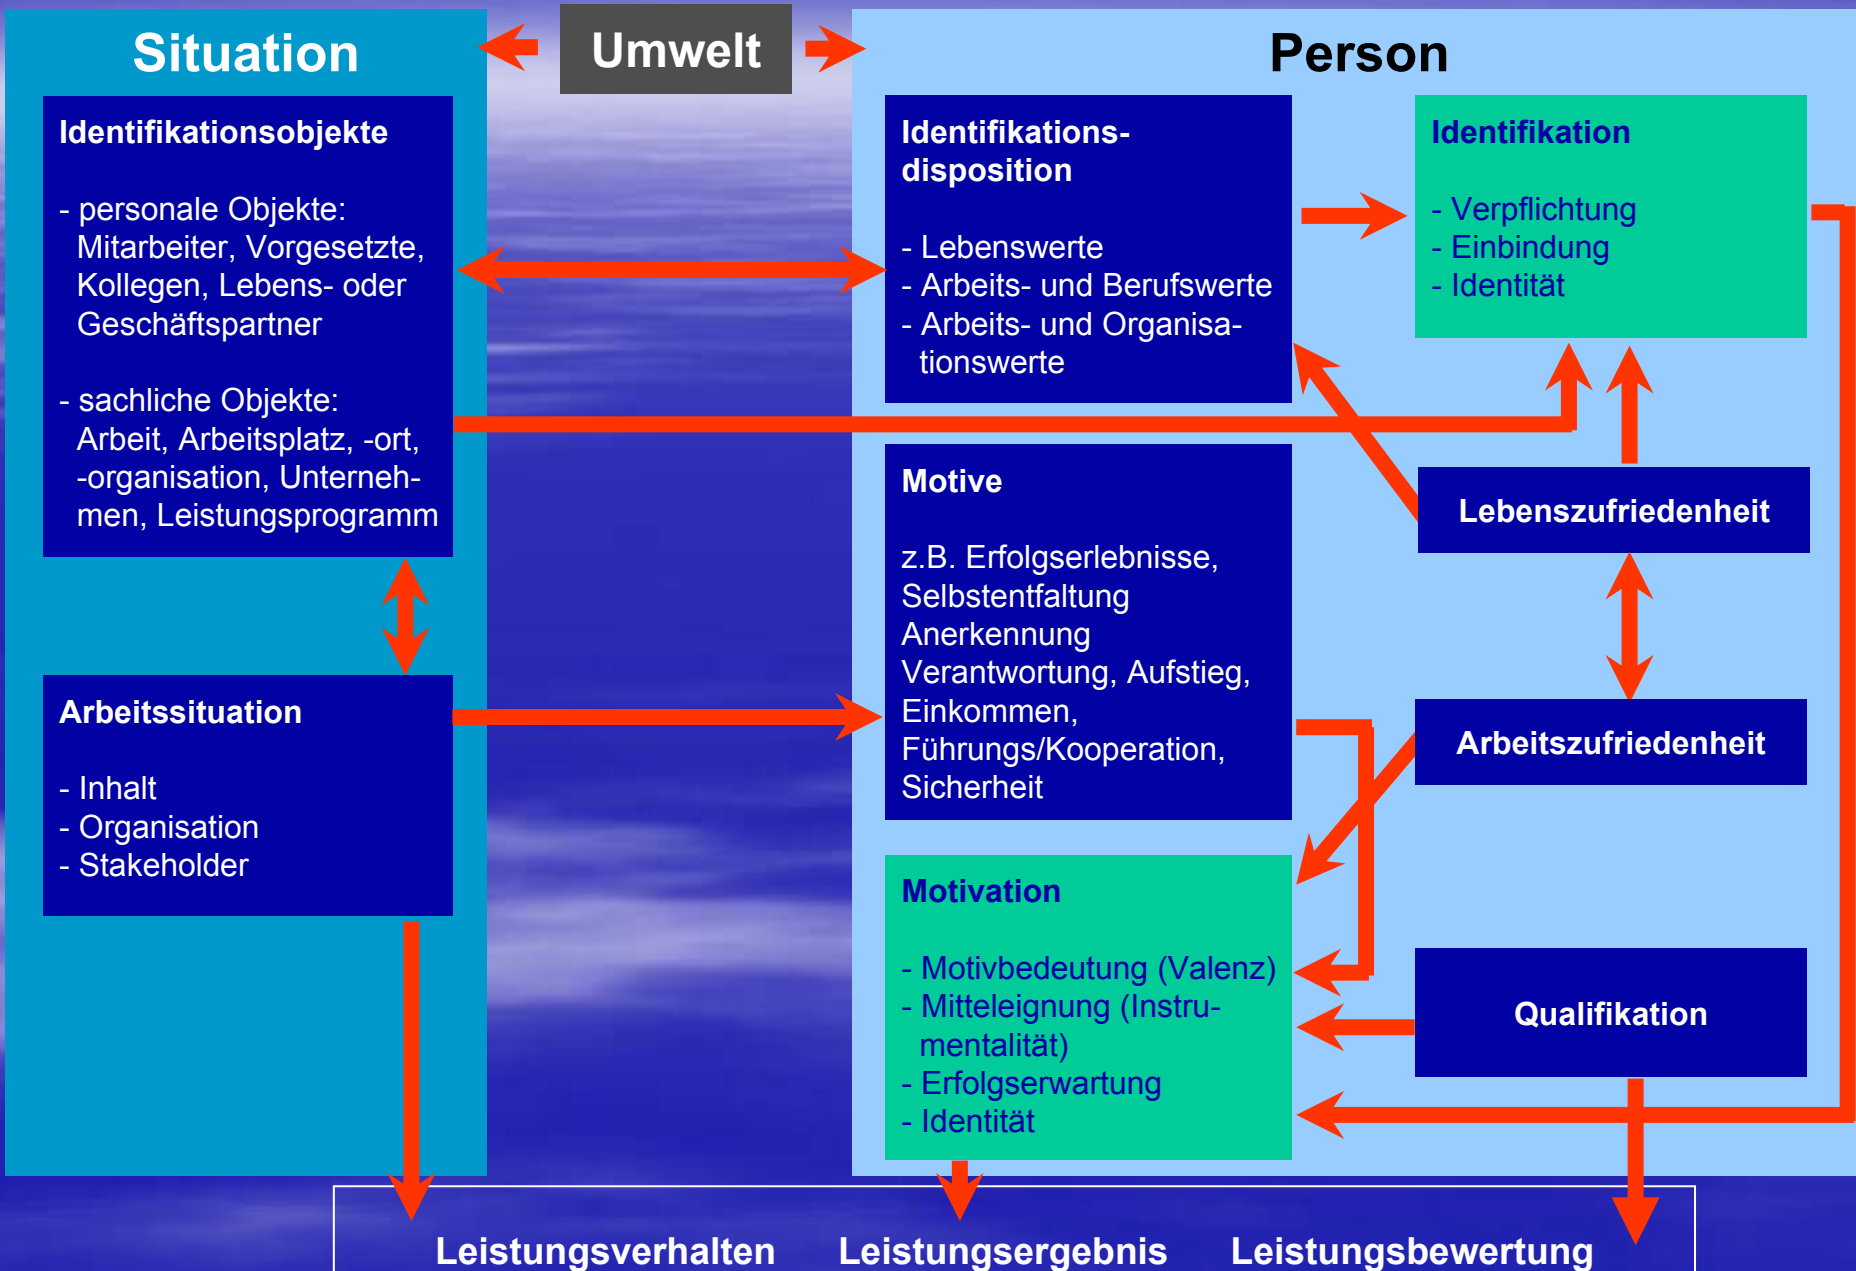 Situation
Umwelt
Person
Identifikationsobjekte
- personale Objekte:
Mitarbeiter, Vorgesetzte,
Kollegen, Lebens- oder
Geschäftspartner
- sachliche Objekte:
Arbeit, Arbeitsplatz, -ort,
-organisation, Unterneh-
men, Leistungsprogramm
Arbeitssituation
- Inhalt
- Organisation
- Stakeholder
Identifikations-
disposition
- Lebenswerte
- Arbeits- und Berufswerte
- Arbeits- und Organisa-
tionswerte
Identifikation
- Verpflichtung
- Einbindung
- Identität
Motive
z.B. Erfolgserlebnisse,
Selbstentfaltung
Anerkennung
Verantwortung, Aufstieg,
Einkommen,
Führungs/Kooperation,
Sicherheit
Lebenszufriedenheit
Arbeitszufriedenheit
Motivation
- Motivbedeutung (Valenz)
- Mitteleignung (Instru-
mentalität)
- Erfolgserwartung
- Identität
Qualifikation
Leistungsverhalten Leistungsergebnis Leistungsbewertung